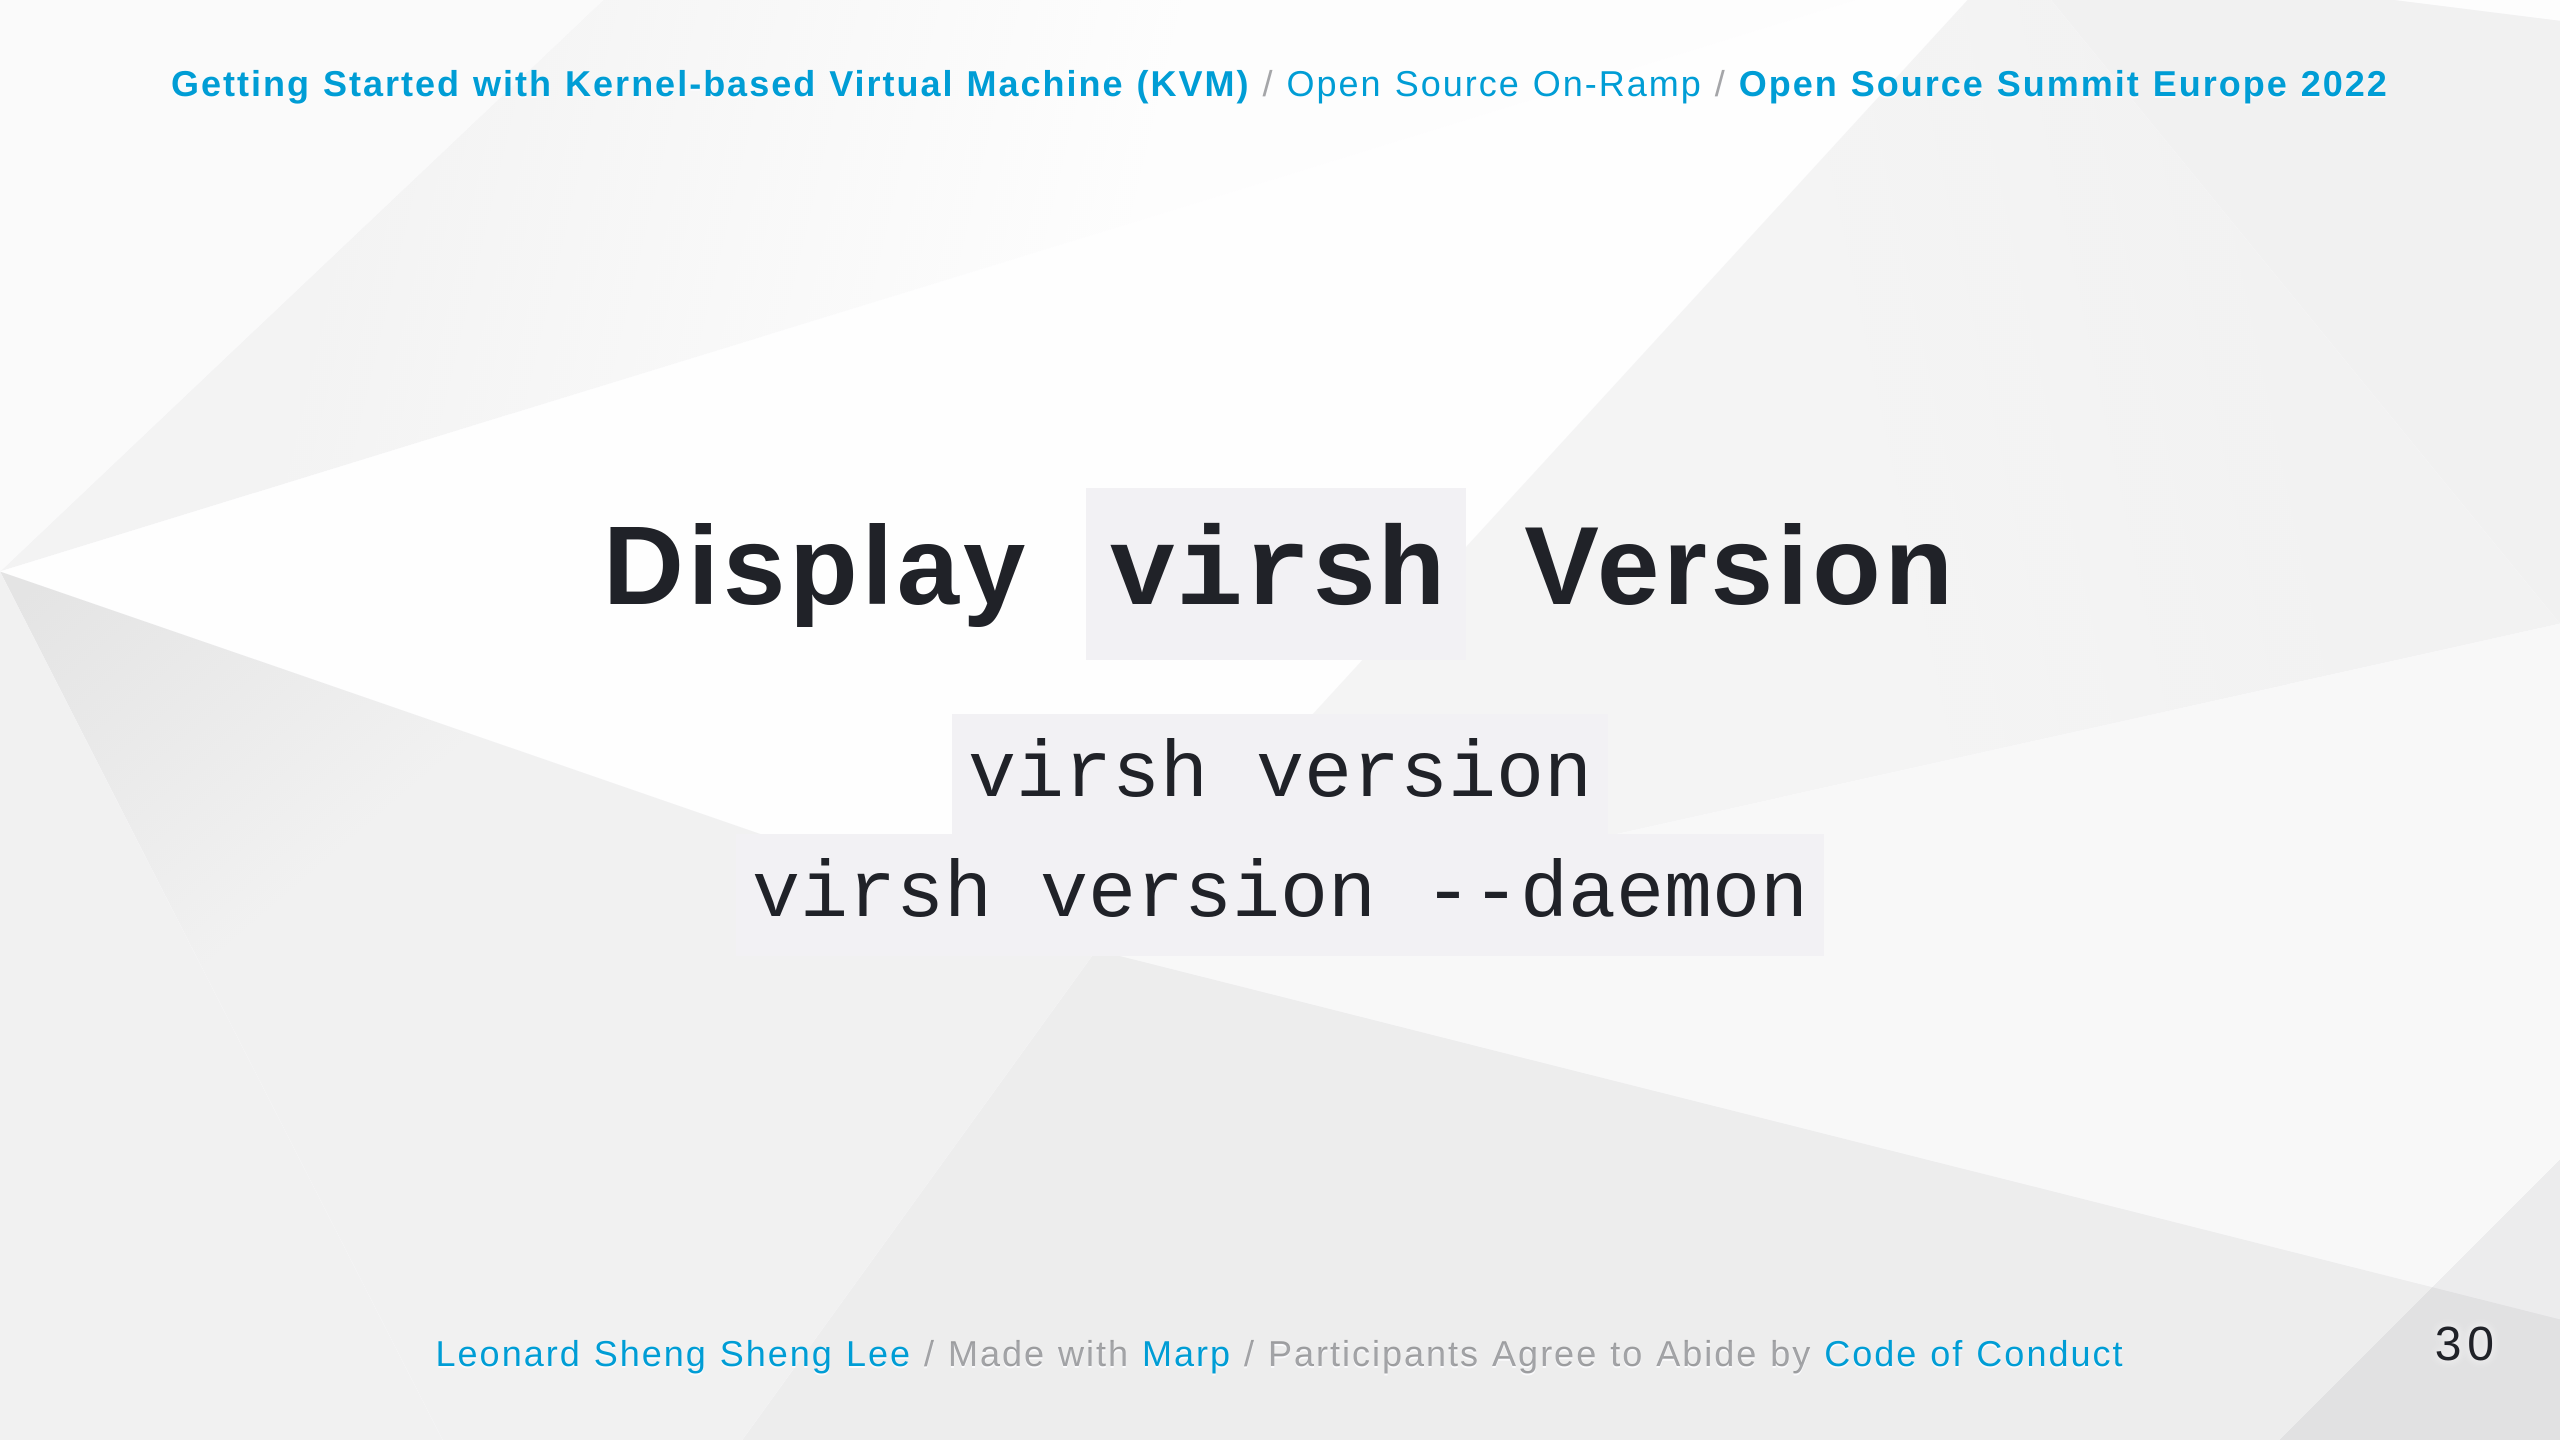 Getting Started with Kernel-based Virtual Machine (KVM) / Open Source On-Ramp / Open Source Summit Europe 2022
Display virsh Version
virsh version
virsh version --daemon
Leonard Sheng Sheng Lee / Made with Marp / Participants Agree to Abide by Code of Conduct
30